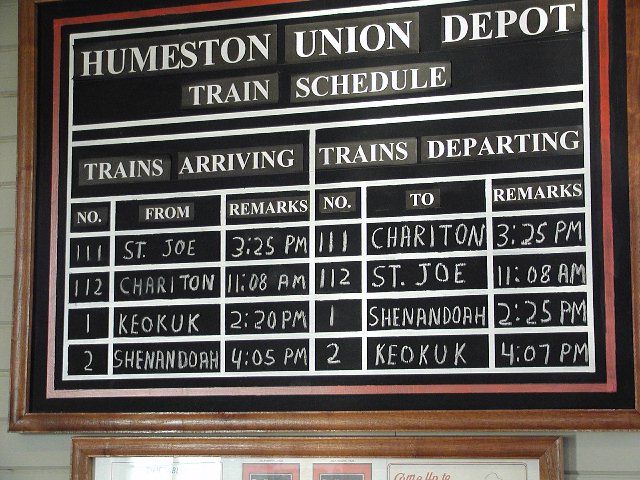 HUMESTON UNION DEPOT
TRAIN SCHEDULE
TRAINS ARRIVING TRAINS DEPARTING
NO. FROM REMARKS NO. TO REMARKS
111 ST. JOE 3:25 PM 111 CHARITON 3:25 PM
112 CHARITON 11:08 AM 112 ST. JOE 11:08 AM
1 KEOKUK 2:20 PM 1 SHENANDOAH 2:25 PM
2 SHENANDOAH 4:05 PM 2 KEOKUK 4:07 PM
Come Up to